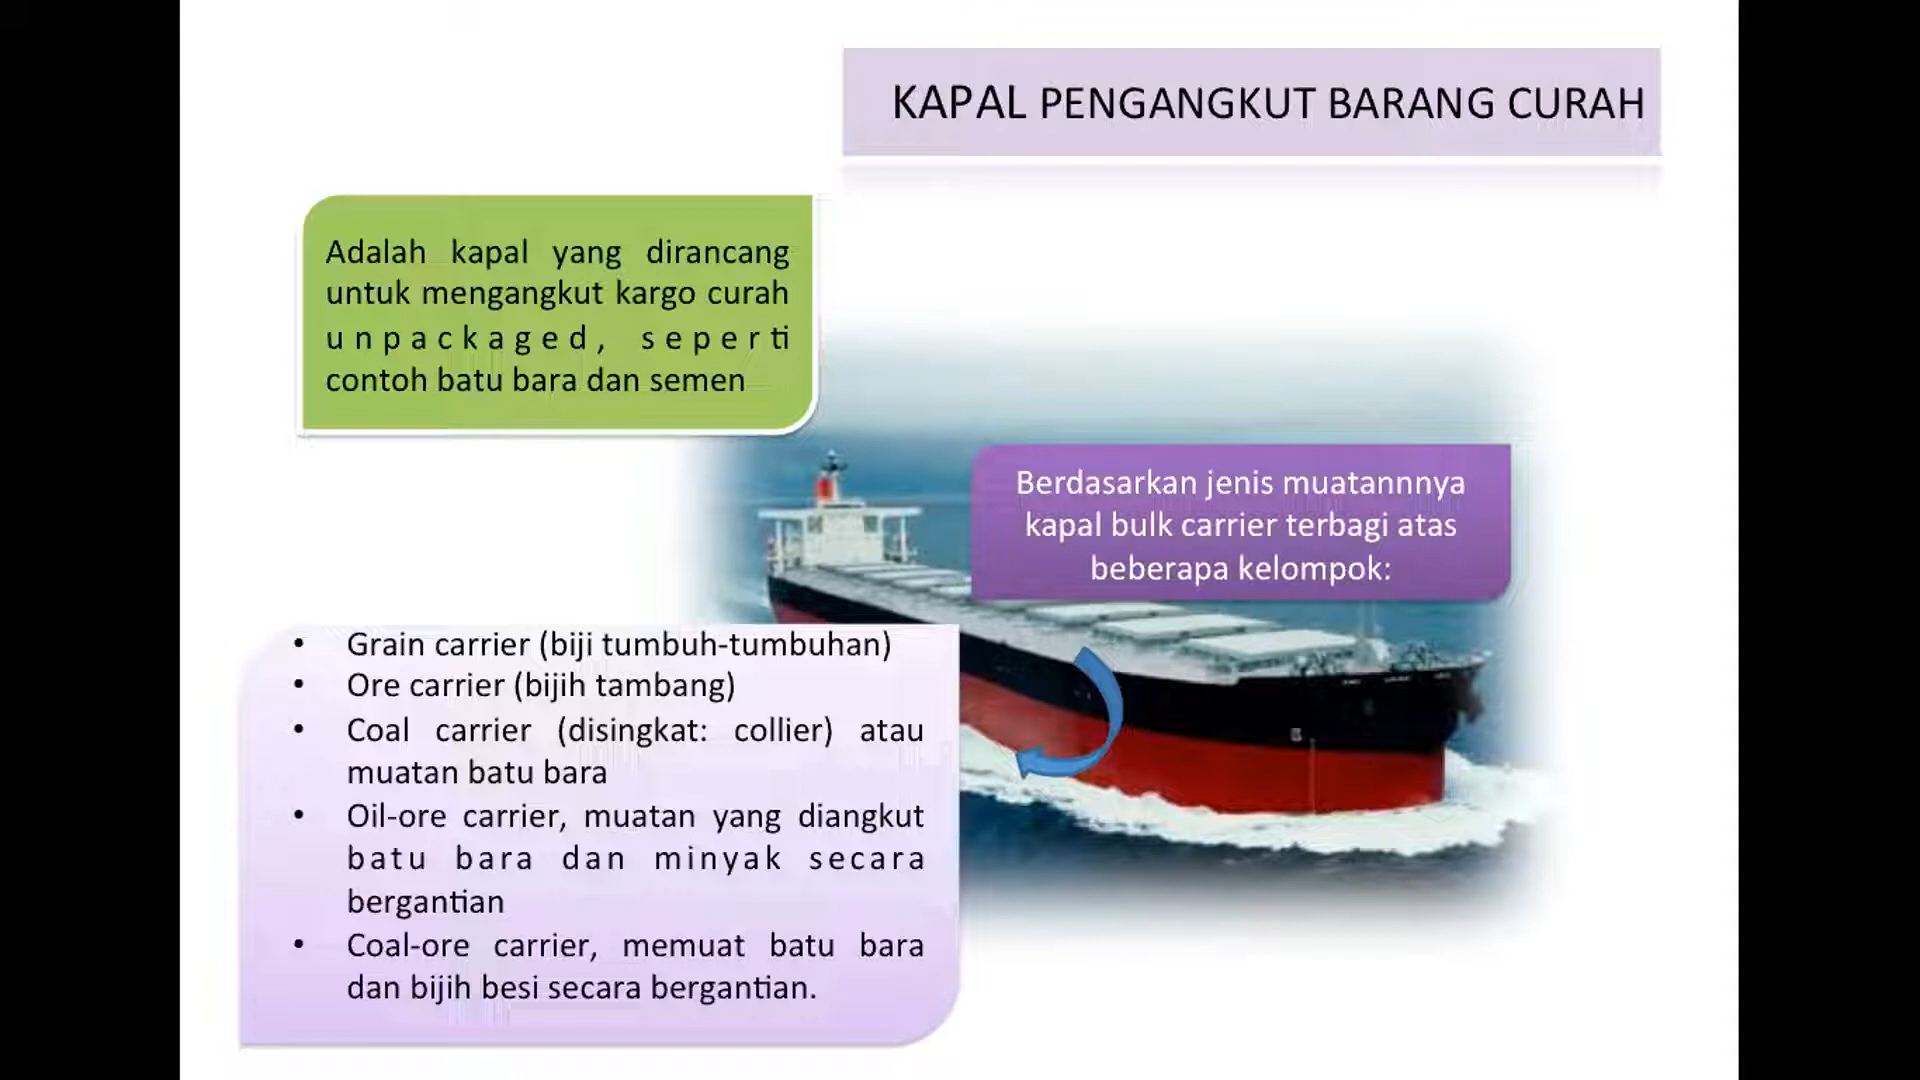 KAPAL PENGANGKUT BARANG CURAH
Adalah kapal yang dirancang
untuk mengangkut kargo curah
unpackaged, seperti
contoh batu bara dan semen
Berdasarkan jenis muatannnya
kapal bulk carrier terbagi atas
beberapa kelompok:
• Grain carrier (biji tumbuh-tumbuhan)
• Ore carrier (bijih tambang)
• Coal carrier (disingkat: collier) atau
muatan batu bara
• Oil-ore carrier, muatan yang diangkut
batu bara dan minyak secara
bergantian
• Coal-ore carrier, memuat batu bara
dan bijih besi secara bergantian.